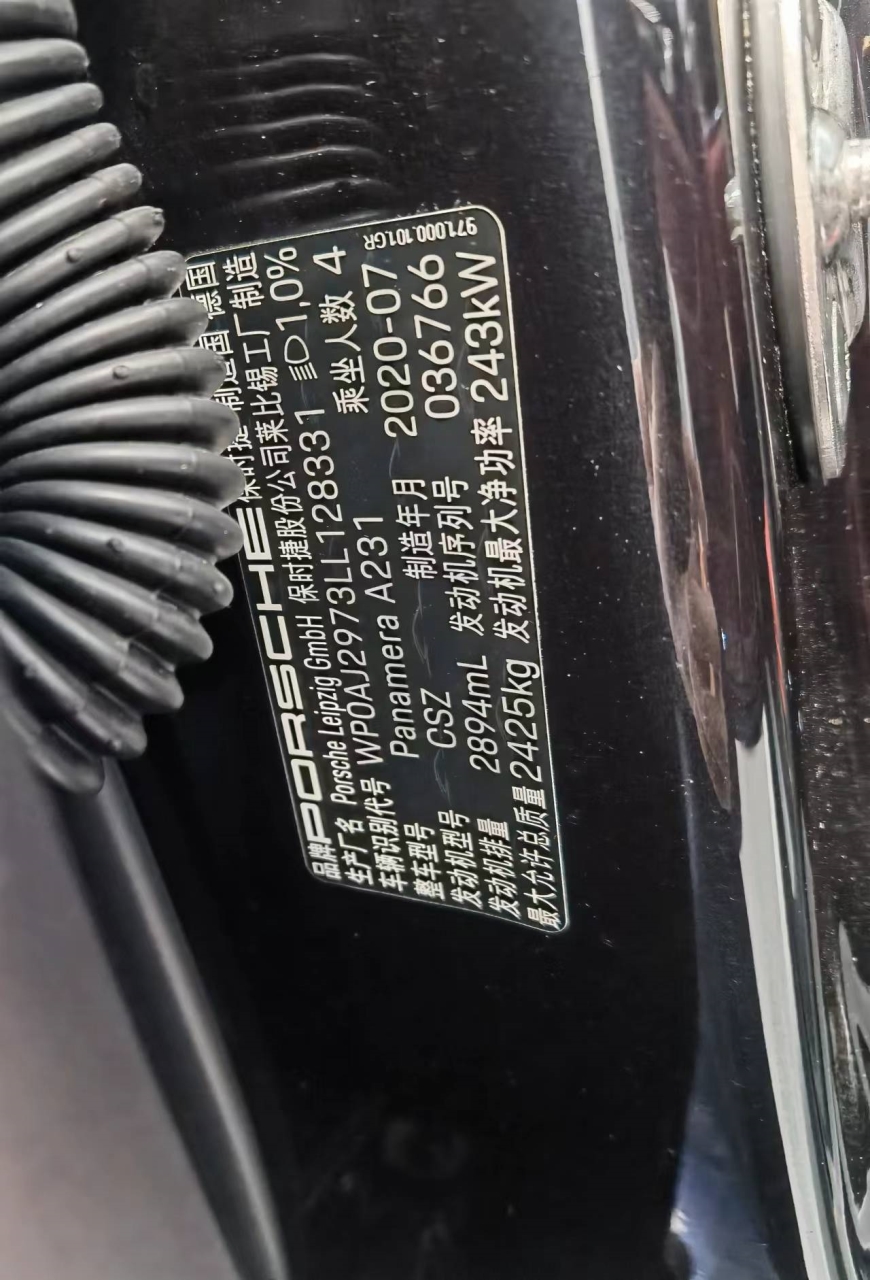 品牌 PORSCHE 保时捷 制造国 德国
生产厂名 Porsche Leipzig GmbH 保时捷股份公司莱比锡工厂制造
车辆识别代号 WP0AJ2973LL128331 1,0%
整车型号 Panamera A231 乘坐人数 4
发动机型号 CSZ 制造年月 2020-07
发动机排量 2894mL 发动机序列号 036766
最大允许总质量 2425kg 发动机最大净功率 243kW
971.000.101.GR